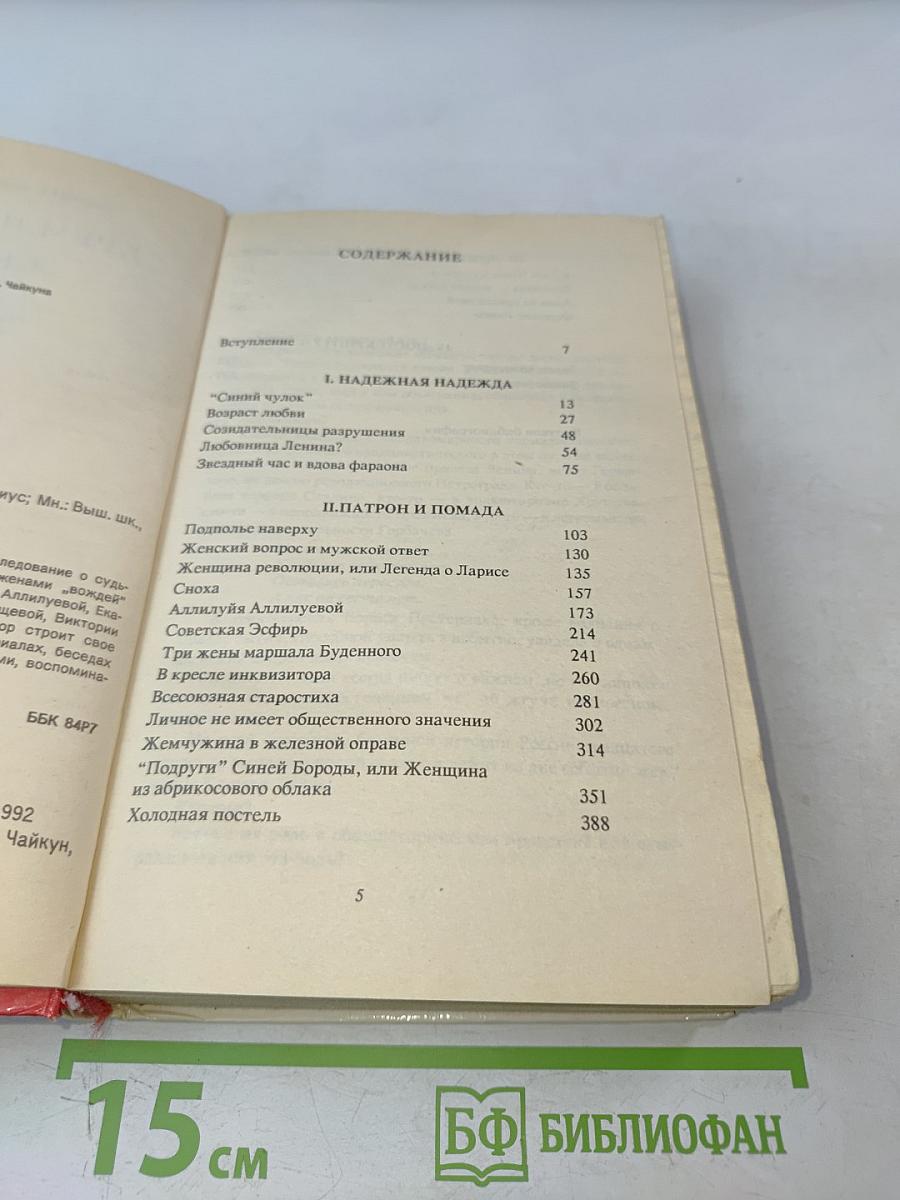 . Чайкуна
иус; Мн.: Выш. шк.,
ледование о судь-
женами „вождей"
Аллилуевой, Ека-
щевой, Виктории
ор строит свое
риалах, беседах
ми, воспомина-
ББК 84Р7
992
Чайкун,
СОДЕРЖАНИЕ
Вступление 7
I. НАДЕЖНАЯ НАДЕЖДА
"Синий чулок" 13
Возраст любви 27
Созидательницы разрушения 48
Любовница Ленина? 54
Звездный час и вдова фараона 75
II.ПАТРОН И ПОМАДА
Подполье наверху 103
Женский вопрос и мужской ответ 130
Женщина революции, или Легенда о Ларисе 135
Сноха 157
Аллилуйя Аллилуевой 173
Советская Эсфирь 214
Три жены маршала Буденного 241
В кресле инквизитора 260
Всесоюзная старостиха 281
Личное не имеет общественного значения 302
Жемчужина в железной оправе 314
"Подруги" Синей Бороды, или Женщина
из абрикосового облака 351
Холодная постель 388
5
15 см
БФ БИБЛИОФАН